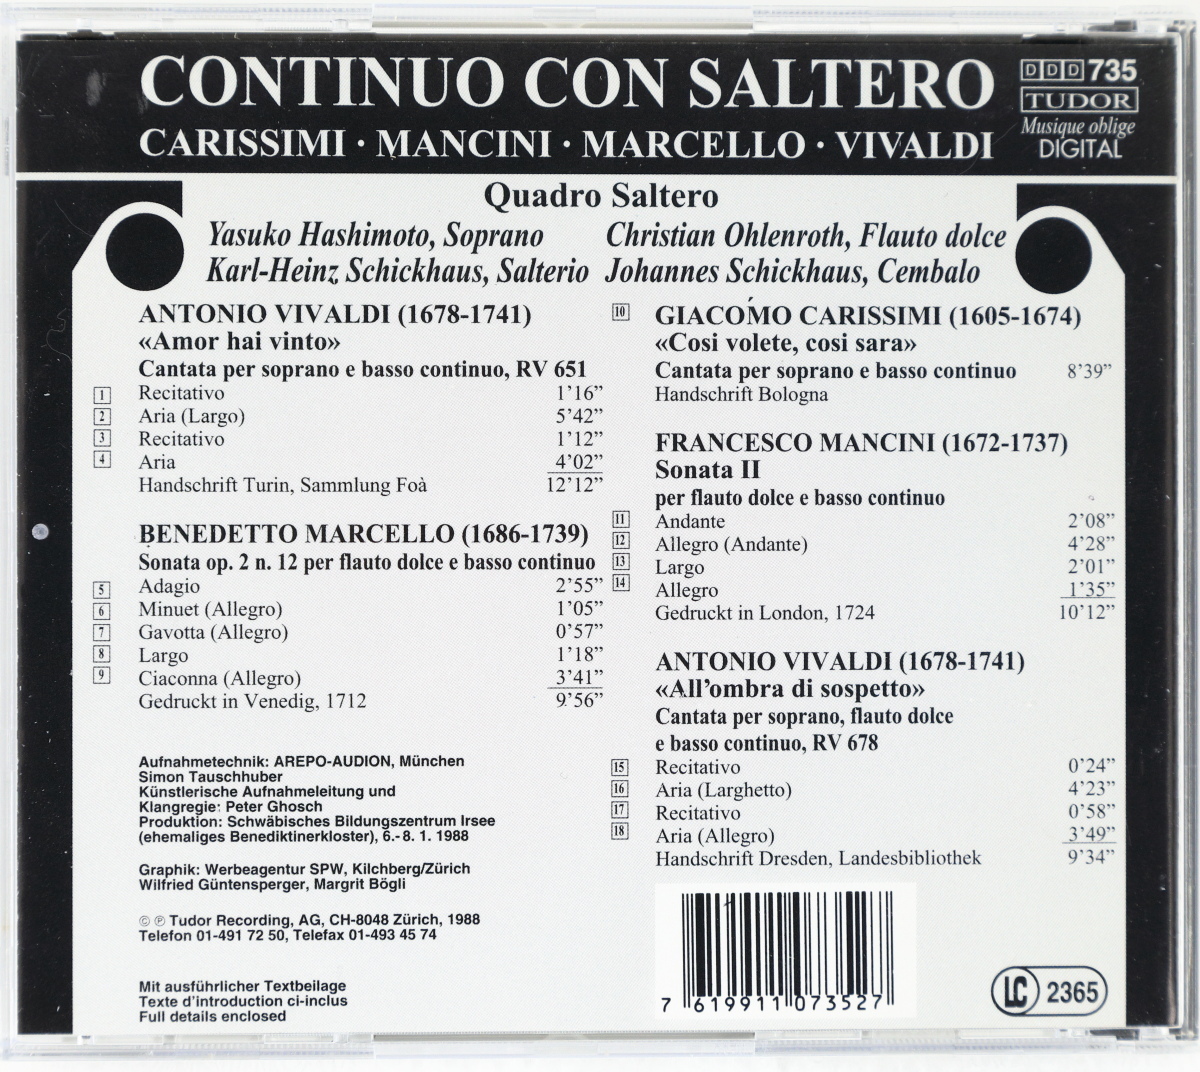 CONTINUO CON SALTERO
DDD 735
TUDOR
Musique oblige
DIGITAL
CARISSIMI · MANCINI · MARCELLO · VIVALDI
Quadro Saltero
Yasuko Hashimoto, Soprano
Christian Ohlenroth, Flauto dolce
Karl-Heinz Schickhaus, Salterio
Johannes Schickhaus, Cembalo
ANTONIO VIVALDI (1678-1741)
«Amor hai vinto»
Cantata per soprano e basso continuo, RV 651
1 Recitativo 1’16”
2 Aria (Largo) 5’42”
3 Recitativo 1’12”
4 Aria 4’02”
Handschrift Turin, Sammlung Foà 12’12”
BENEDETTO MARCELLO (1686-1739)
Sonata op. 2 n. 12 per flauto dolce e basso continuo
5 Adagio 2’55”
6 Minuet (Allegro) 1’05”
7 Gavotta (Allegro) 0’57”
8 Largo 1’18”
9 Ciaconna (Allegro) 3’41”
Gedruckt in Venedig, 1712 9’56”
Aufnahmetechnik: AREPO-AUDION, München
Simon Tauschhuber
Künstlerische Aufnahmeleitung und
Klangregie: Peter Ghosch
Produktion: Schwäbisches Bildungszentrum Irsee
(ehemaliges Benediktinerkloster), 6.-8. 1. 1988
Graphik: Werbeagentur SPW, Kilchberg/Zürich
Wilfried Güntensperger, Margrit Bögli
© ℗ Tudor Recording, AG, CH-8048 Zürich, 1988
Telefon 01-491 72 50, Telefax 01-493 45 74
Mit ausführlicher Textbeilage
Texte d’introduction ci-inclus
Full details enclosed
10 GIACOMO CARISSIMI (1605-1674)
«Cosi volete, cosi sara»
Cantata per soprano e basso continuo 8’39”
Handschrift Bologna
FRANCESCO MANCINI (1672-1737)
Sonata II
per flauto dolce e basso continuo
11 Andante 2’08”
12 Allegro (Andante) 4’28”
13 Largo 2’01”
14 Allegro 1’35”
Gedruckt in London, 1724 10’12”
ANTONIO VIVALDI (1678-1741)
«All’ombra di sospetto»
Cantata per soprano, flauto dolce
e basso continuo, RV 678
15 Recitativo 0’24”
16 Aria (Larghetto) 4’23”
17 Recitativo 0’58”
18 Aria (Allegro) 3’49”
Handschrift Dresden, Landesbibliothek 9’34”
7 619911 073527
LC 2365